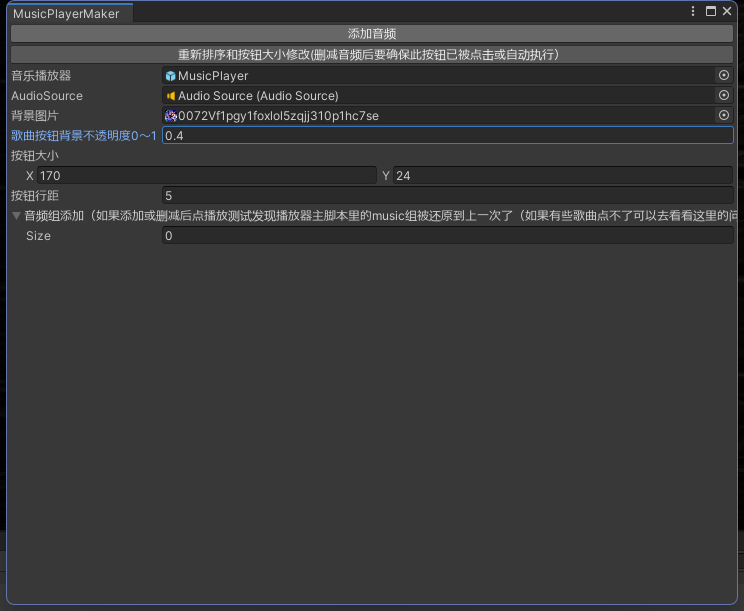 MusicPlayerMaker
添加音频
重新排序和按钮大小修改(删减音频后要确保此按钮已被点击或自动执行）
音乐播放器 MusicPlayer
AudioSource Audio Source (Audio Source)
背景图片 0072Vf1pgy1foxlol5zqjj310p1hc7se
歌曲按钮背景不透明度0～1 0.4
按钮大小
X 170 Y 24
按钮行距 5
音频组添加（如果添加或删减后点播放测试发现播放器主脚本里的music组被还原到上一次了（如果有些歌曲点不了可以去看看这里的问
Size 0